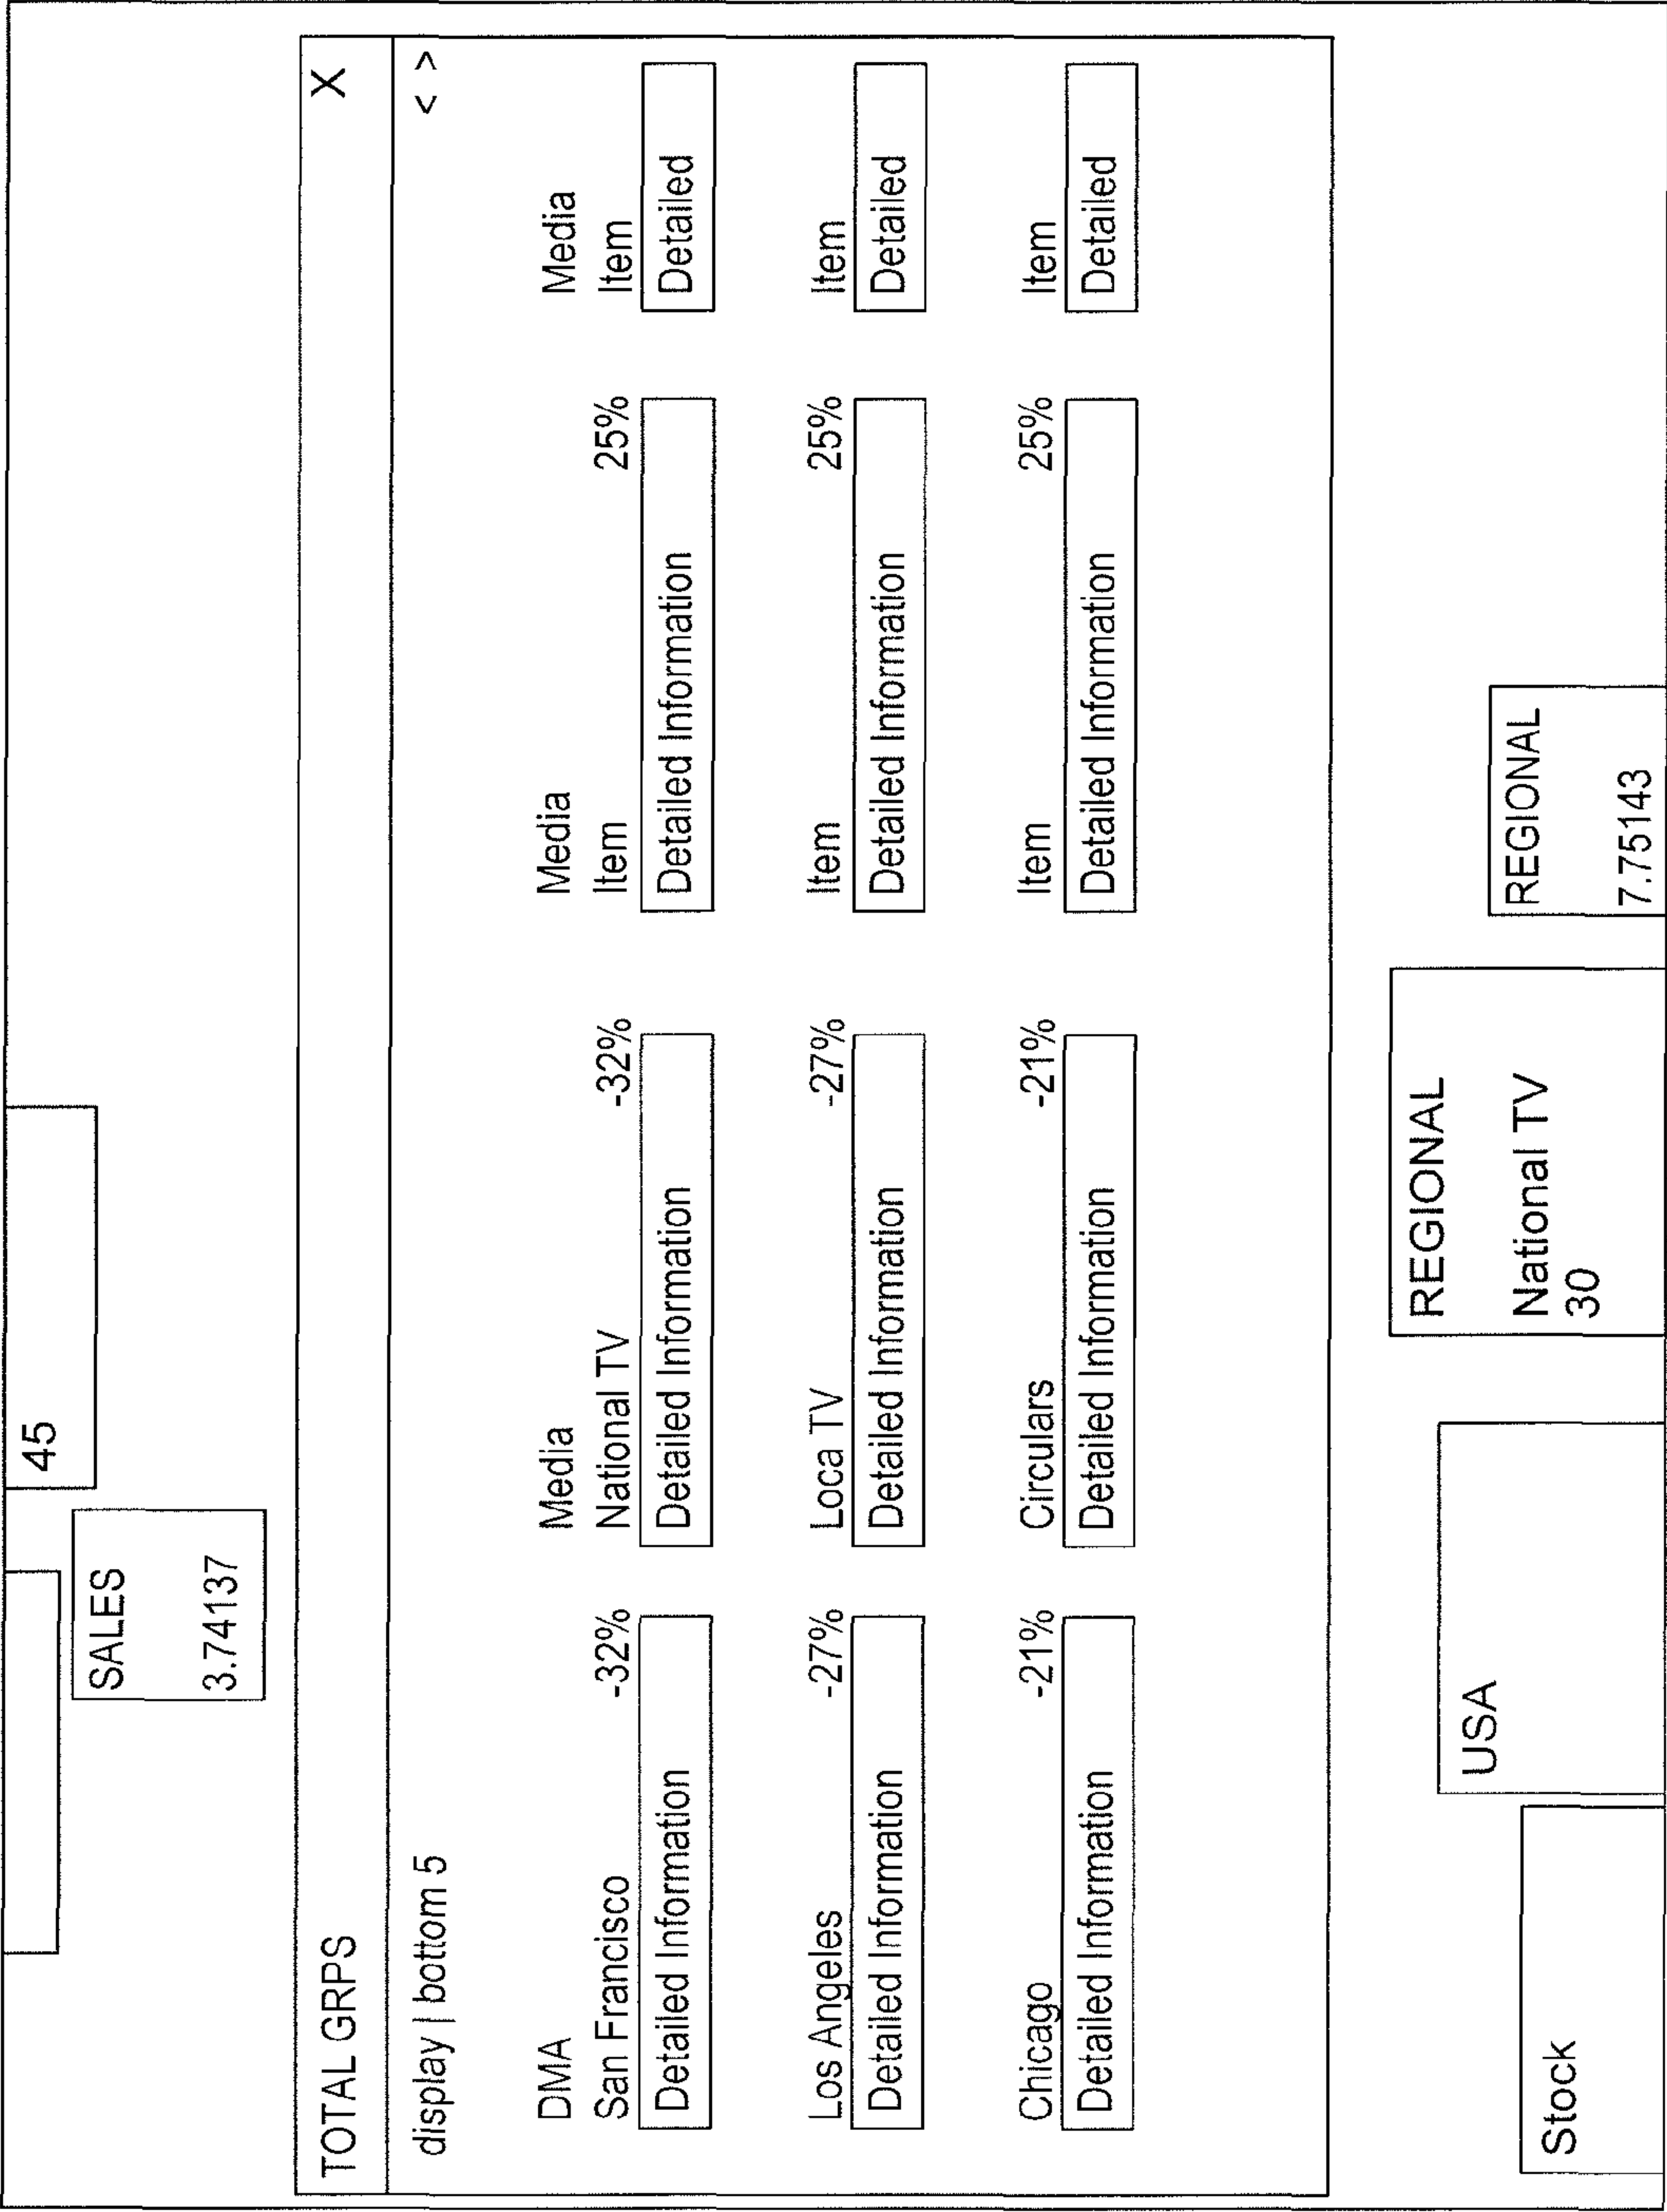 45
SALES
3.74137
TOTAL GRPS X
display | bottom 5 < >
DMA Media Media Media
San Francisco -32% National TV -32% Item 25% Item
Detailed Information Detailed Information Detailed Information Detailed
Los Angeles -27% Loca TV -27% Item 25% Item
Detailed Information Detailed Information Detailed Information Detailed
Chicago -21% Circulars -21% Item 25% Item
Detailed Information Detailed Information Detailed Information Detailed
Stock
USA
REGIONAL
National TV
30
REGIONAL
7.75143